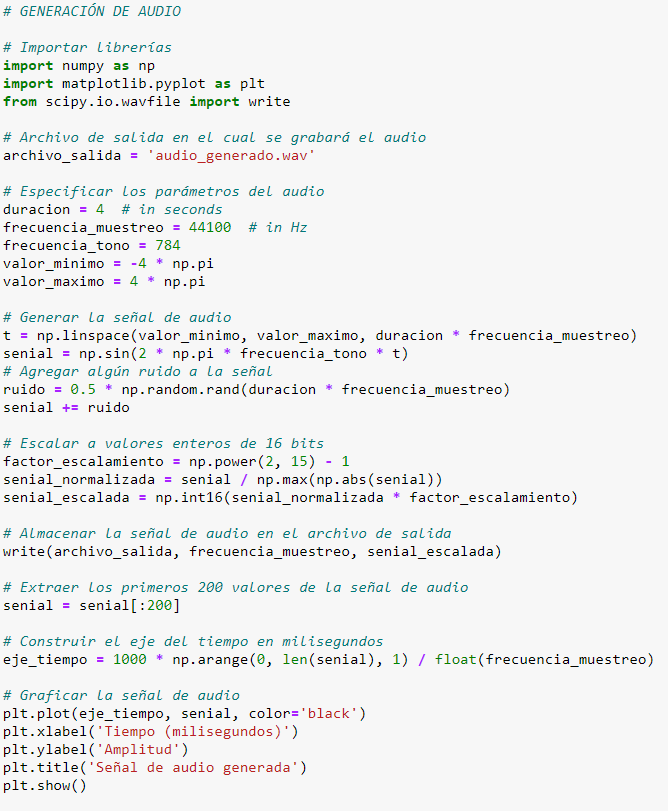 # GENERACIÓN DE AUDIO
# Importar librerías
import numpy as np
import matplotlib.pyplot as plt
from scipy.io.wavfile import write
# Archivo de salida en el cual se grabará el audio
archivo_salida = 'audio_generado.wav'
# Especificar los parámetros del audio
duracion = 4  # in seconds
frecuencia_muestreo = 44100  # in Hz
frecuencia_tono = 784
valor_minimo = -4 * np.pi
valor_maximo = 4 * np.pi
# Generar la señal de audio
t = np.linspace(valor_minimo, valor_maximo, duracion * frecuencia_muestreo)
senial = np.sin(2 * np.pi * frecuencia_tono * t)
# Agregar algún ruido a la señal
ruido = 0.5 * np.random.rand(duracion * frecuencia_muestreo)
senial += ruido
# Escalar a valores enteros de 16 bits
factor_escalamiento = np.power(2, 15) - 1
senial_normalizada = senial / np.max(np.abs(senial))
senial_escalada = np.int16(senial_normalizada * factor_escalamiento)
# Almacenar la señal de audio en el archivo de salida
write(archivo_salida, frecuencia_muestreo, senial_escalada)
# Extraer los primeros 200 valores de la señal de audio
senial = senial[:200]
# Construir el eje del tiempo en milisegundos
eje_tiempo = 1000 * np.arange(0, len(senial), 1) / float(frecuencia_muestreo)
# Graficar la señal de audio
plt.plot(eje_tiempo, senial, color='black')
plt.xlabel('Tiempo (milisegundos)')
plt.ylabel('Amplitud')
plt.title('Señal de audio generada')
plt.show()